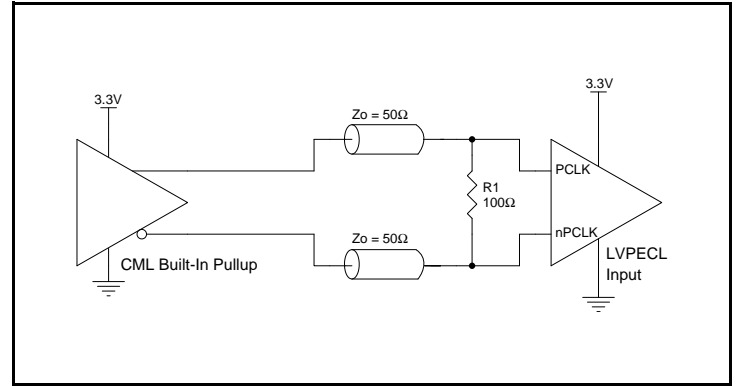 3.3V
CML Built-In Pullup
Zo = 50Ω
Zo = 50Ω
R1
100Ω
3.3V
PCLK
nPCLK
LVPECL
Input